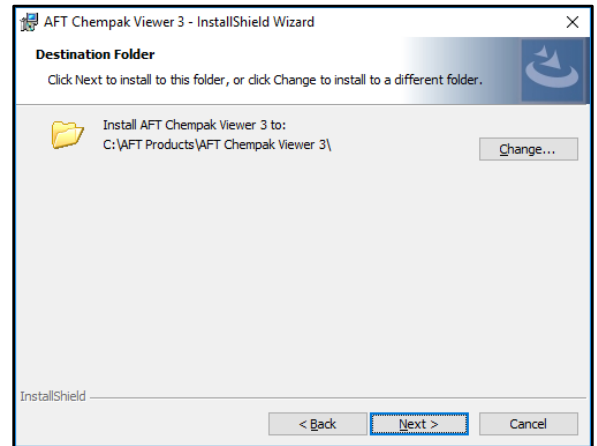 AFT Chempak Viewer 3 - InstallShield Wizard
Destination Folder
Click Next to install to this folder, or click Change to install to a different folder.
Install AFT Chempak Viewer 3 to:
C:\AFT Products\AFT Chempak Viewer 3\
Change...
InstallShield
< Back
Next >
Cancel